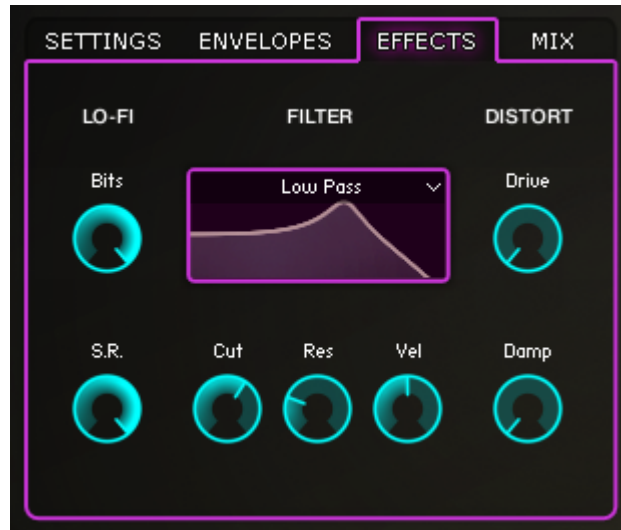 SETTINGS ENVELOPES EFFECTS MIX
LO-FI FILTER DISTORT
Bits Low Pass Drive
S.R. Cut Res Vel Damp